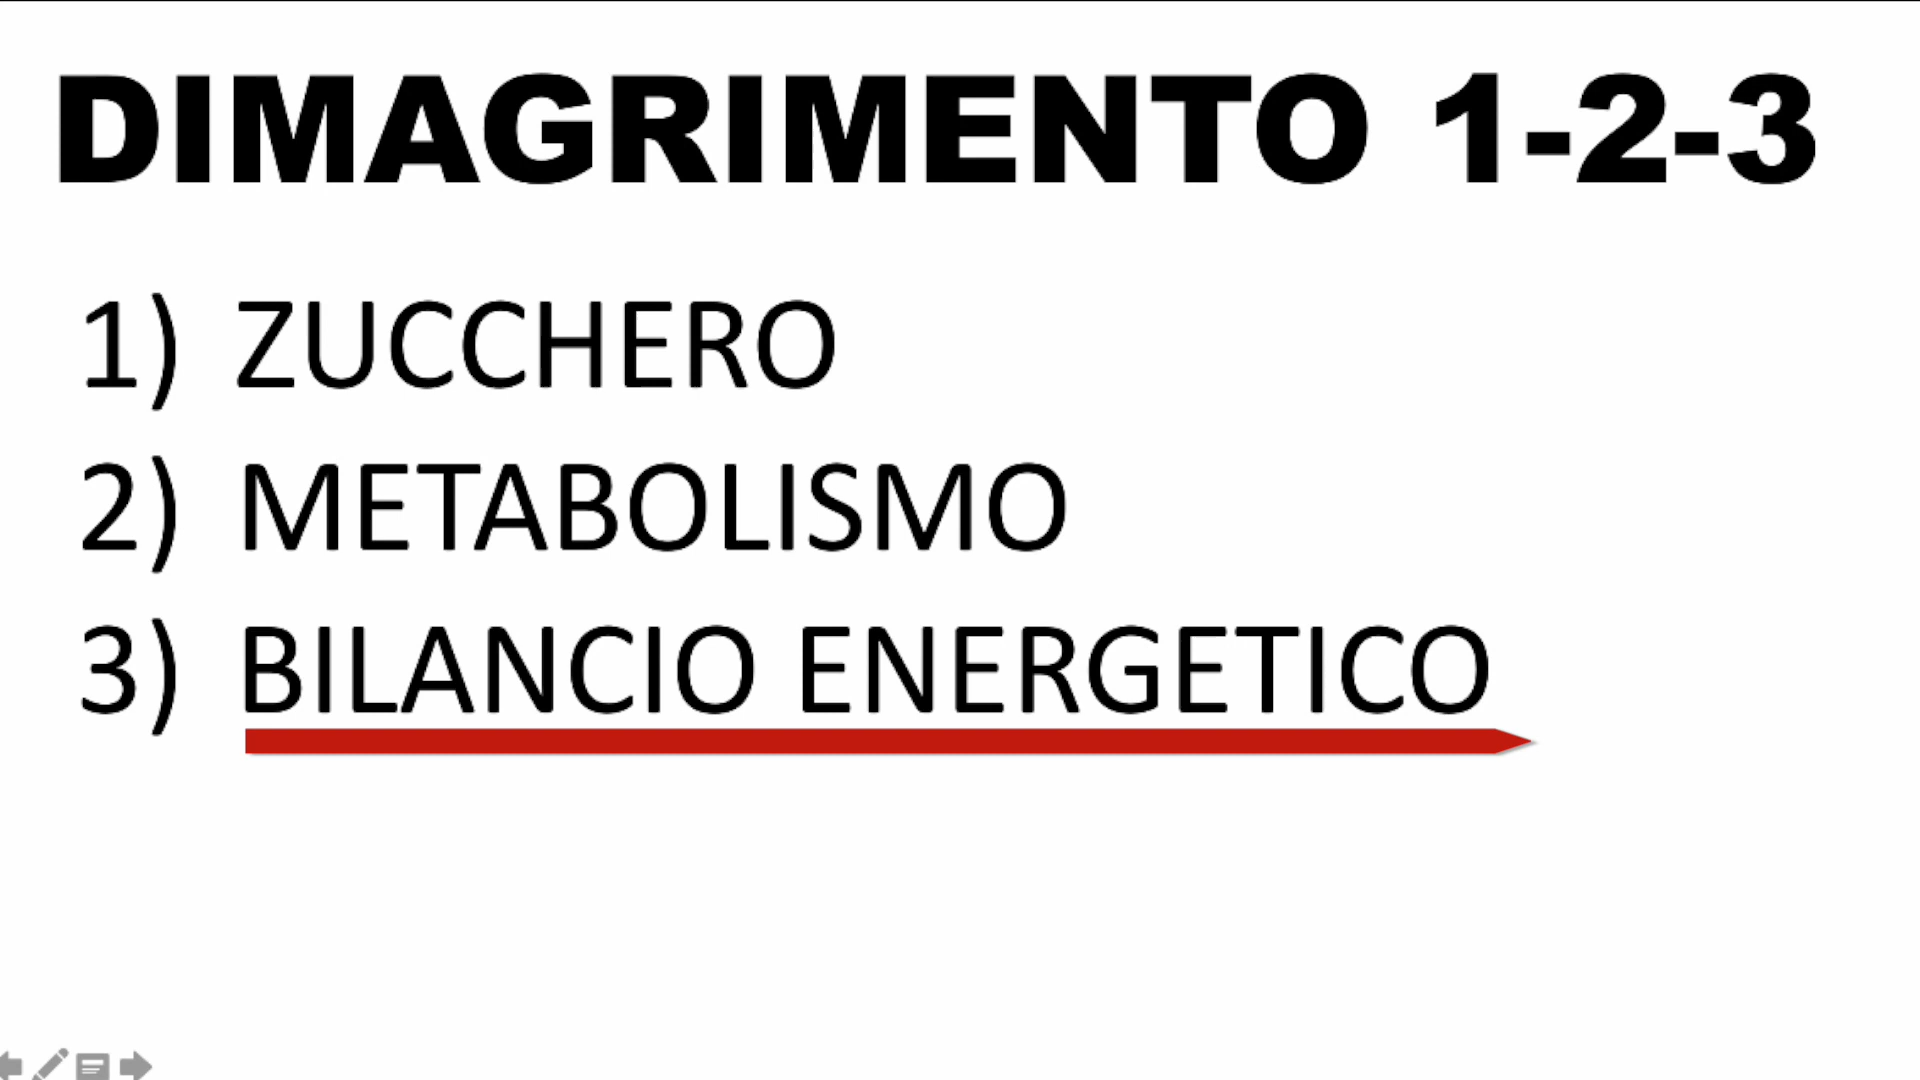 DIMAGRIMENTO 1-2-3
1) ZUCCHERO
2) METABOLISMO
3) BILANCIO ENERGETICO